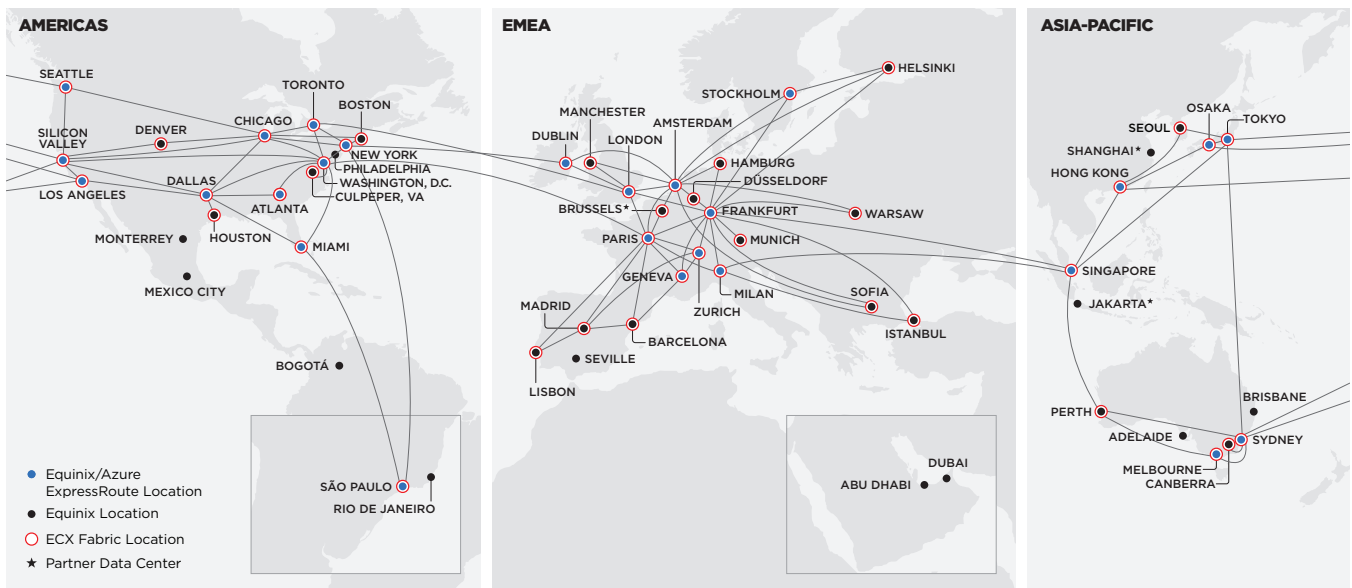 AMERICAS
SEATTLE
TORONTO
BOSTON
SILICON
VALLEY
DENVER
CHICAGO
NEW YORK
PHILADELPHIA
WASHINGTON, D.C.
CULPEPER, VA
LOS ANGELES
DALLAS
ATLANTA
HOUSTON
MONTERREY
MIAMI
MEXICO CITY
BOGOTÁ
SÃO PAULO
RIO DE JANEIRO
Equinix/Azure
ExpressRoute Location
Equinix Location
ECX Fabric Location
★ Partner Data Center
EMEA
HELSINKI
STOCKHOLM
MANCHESTER
AMSTERDAM
DUBLIN
LONDON
HAMBURG
DÜSSELDORF
BRUSSELS★
FRANKFURT
WARSAW
PARIS
MUNICH
GENEVA
MILAN
SOFIA
MADRID
ZURICH
ISTANBUL
BARCELONA
SEVILLE
LISBON
DUBAI
ABU DHABI
ASIA-PACIFIC
OSAKA
TOKYO
SEOUL
SHANGHAI★
HONG KONG
SINGAPORE
JAKARTA★
BRISBANE
PERTH
ADELAIDE
SYDNEY
MELBOURNE
CANBERRA